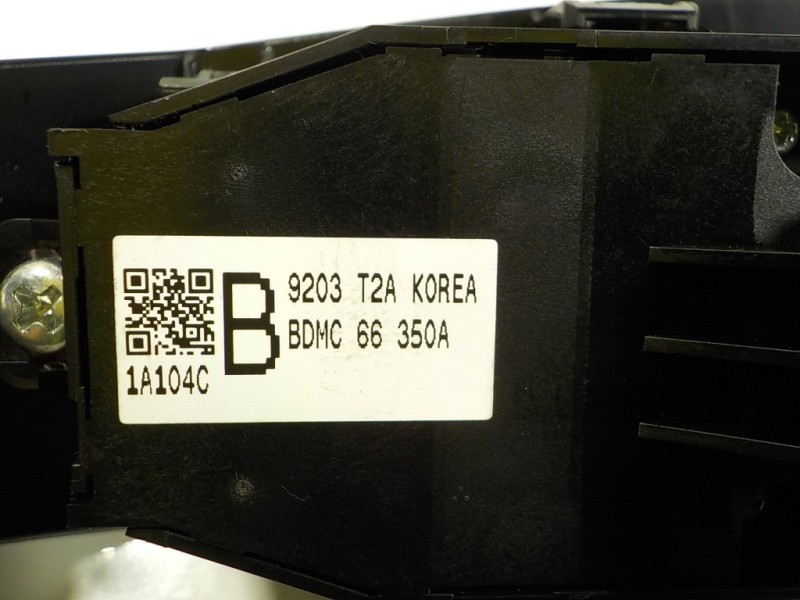 B
9203 T2A KOREA
BDMC 66 350A
1A104C